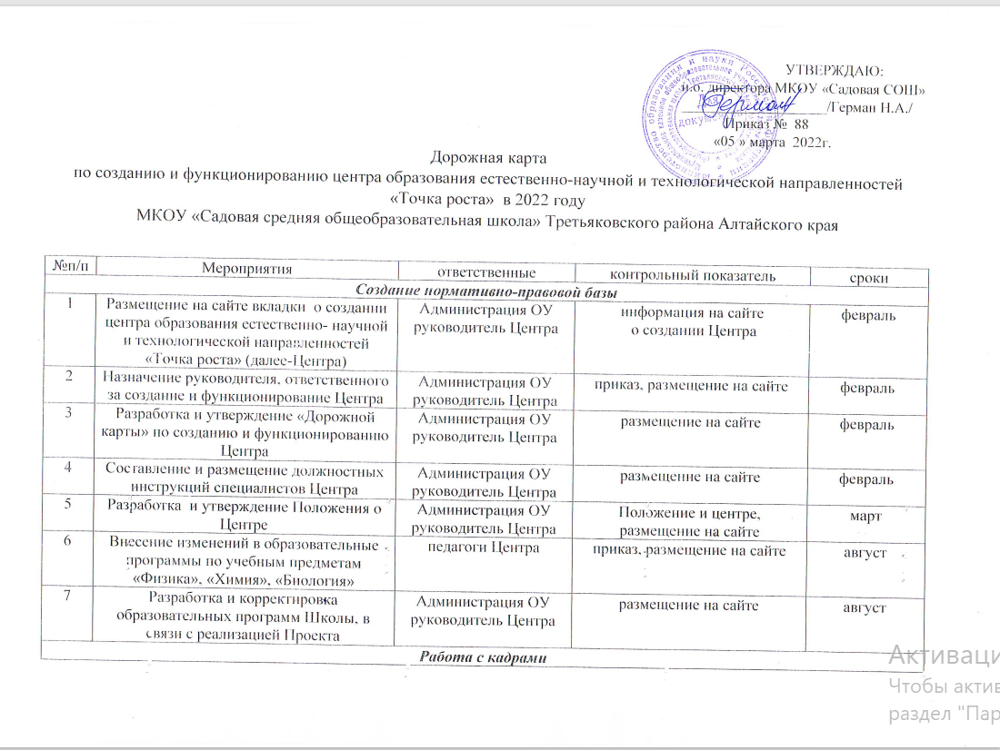 УТВЕРЖДАЮ:
и.о. директора МКОУ «Садовая СОШ»
/Герман Н.А./
Приказ № 88
«05 » марта 2022г.
Дорожная карта
по созданию и функционированию центра образования естественно-научной и технологической направленностей
«Точка роста» в 2022 году
МКОУ «Садовая средняя общеобразовательная школа» Третьяковского района Алтайского края
№п/п Мероприятия ответственные контрольный показатель сроки
Создание нормативно-правовой базы
1 Размещение на сайте вкладки о создании
центра образования естественно- научной
и технологической направленностей
«Точка роста» (далее-Центра)
Администрация ОУ
руководитель Центра
информация на сайте
о создании Центра
февраль
2 Назначение руководителя, ответственного
за создание и функционирование Центра
Администрация ОУ
руководитель Центра
приказ, размещение на сайте
февраль
3 Разработка и утверждение «Дорожной
карты» по созданию и функционированию
Центра
Администрация ОУ
руководитель Центра
размещение на сайте
февраль
4 Составление и размещение должностных
инструкций специалистов Центра
Администрация ОУ
руководитель Центра
размещение на сайте
февраль
5 Разработка и утверждение Положения о
Центре
Администрация ОУ
руководитель Центра
Положение и центре,
размещение на сайте
март
6 Внесение изменений в образовательные
программы по учебным предметам
«Физика», «Химия», «Биология»
педагоги Центра
приказ, размещение на сайте
август
7 Разработка и корректировка
образовательных программ Школы, в
связи с реализацией Проекта
Администрация ОУ
руководитель Центра
размещение на сайте
август
Работа с кадрами
Активаци
Чтобы актив
раздел "Пар